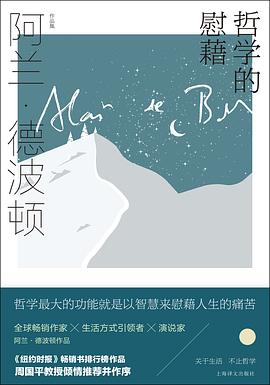 哲学的
慰藉
作品集
阿兰·德波顿
Alain de B
哲学最大的功能就是以智慧来慰藉人生的痛苦
全球畅销作家×生活方式引领者×演说家
阿兰·德波顿作品
《纽约时报》畅销书排行榜作品
周国平教授倾情推荐并作序
关于生活 不止哲学
上海译文出版社